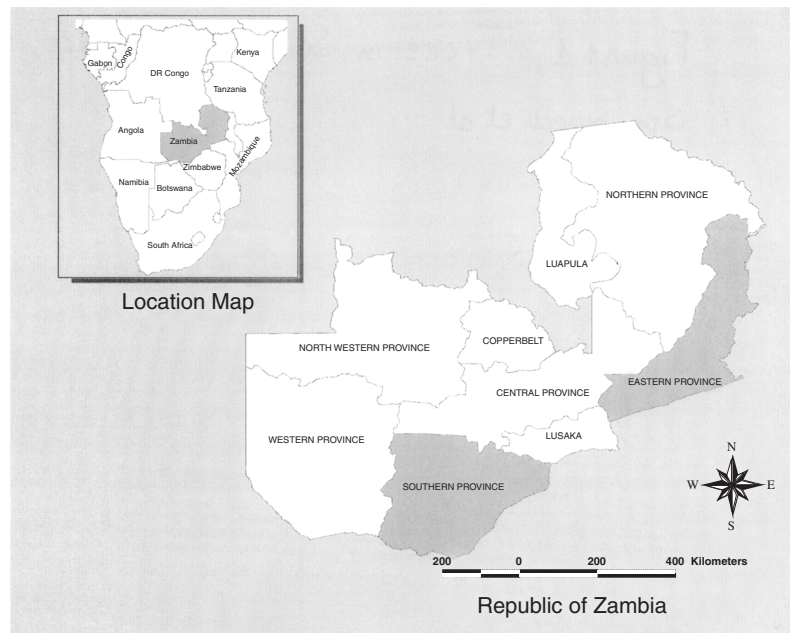 Gabon
Congo
DR Congo
Kenya
Tanzania
Angola
Zambia
Mozambique
Zimbabwe
Namibia
Botswana
South Africa
Location Map
NORTHERN PROVINCE
LUAPULA
COPPERBELT
NORTH WESTERN PROVINCE
EASTERN PROVINCE
CENTRAL PROVINCE
LUSAKA
WESTERN PROVINCE
SOUTHERN PROVINCE
N
W E
S
200 0 200 400 Kilometers
Republic of Zambia